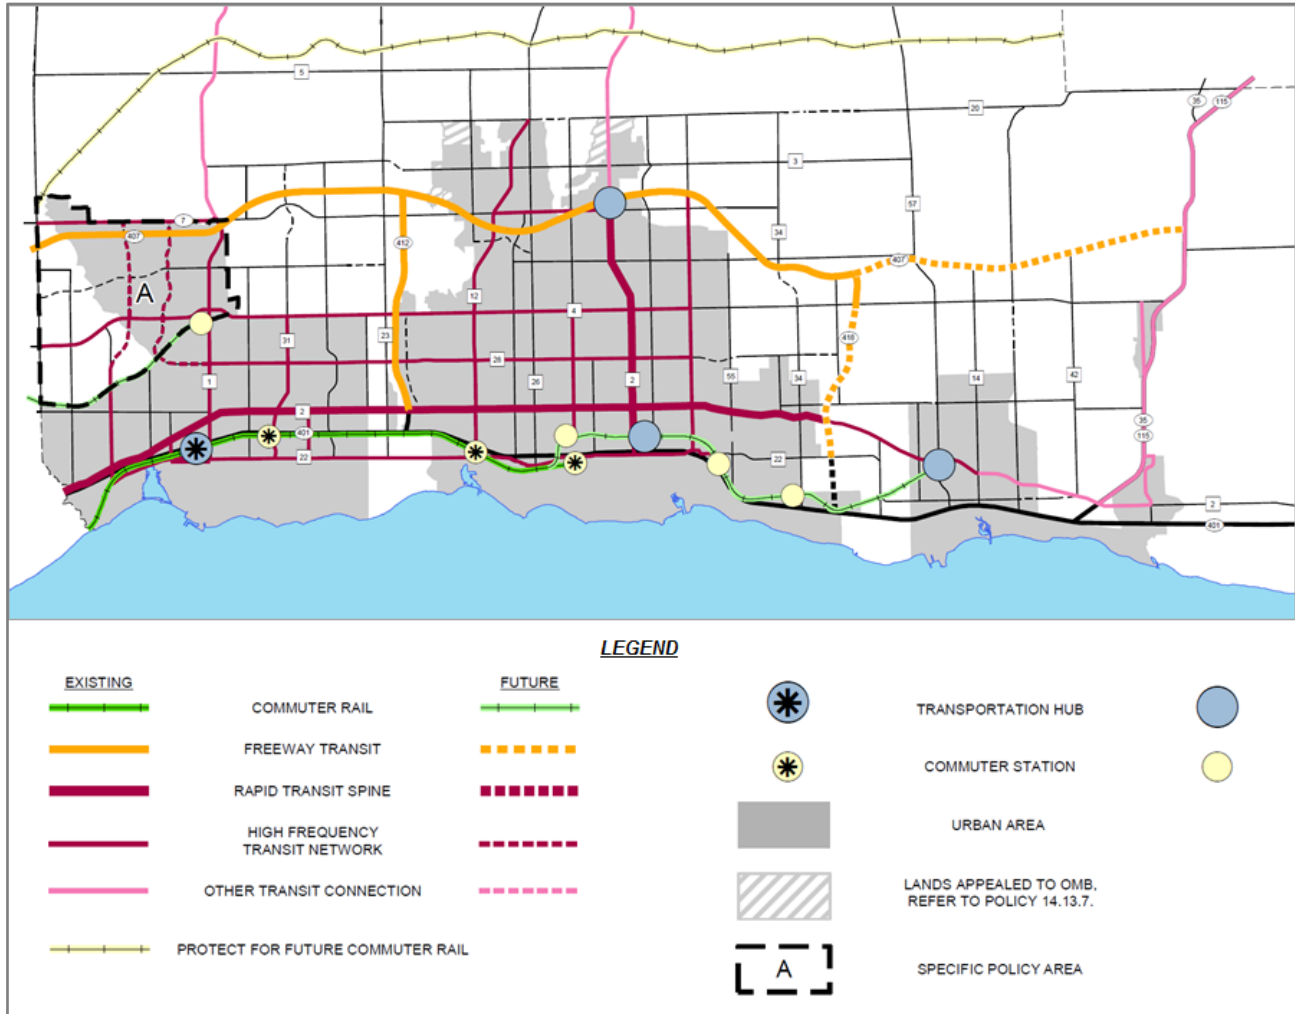 5
35
115
20
3
57
7
407
34
412
407
A
12
4
418
23
31
28
1
26
2
55
34
14
42
2
401
22
22
35
115
2
401
LEGEND
EXISTING
FUTURE
COMMUTER RAIL
FREEWAY TRANSIT
RAPID TRANSIT SPINE
HIGH FREQUENCY
TRANSIT NETWORK
OTHER TRANSIT CONNECTION
PROTECT FOR FUTURE COMMUTER RAIL
TRANSPORTATION HUB
COMMUTER STATION
URBAN AREA
LANDS APPEALED TO OMB,
REFER TO POLICY 14.13.7.
A
SPECIFIC POLICY AREA